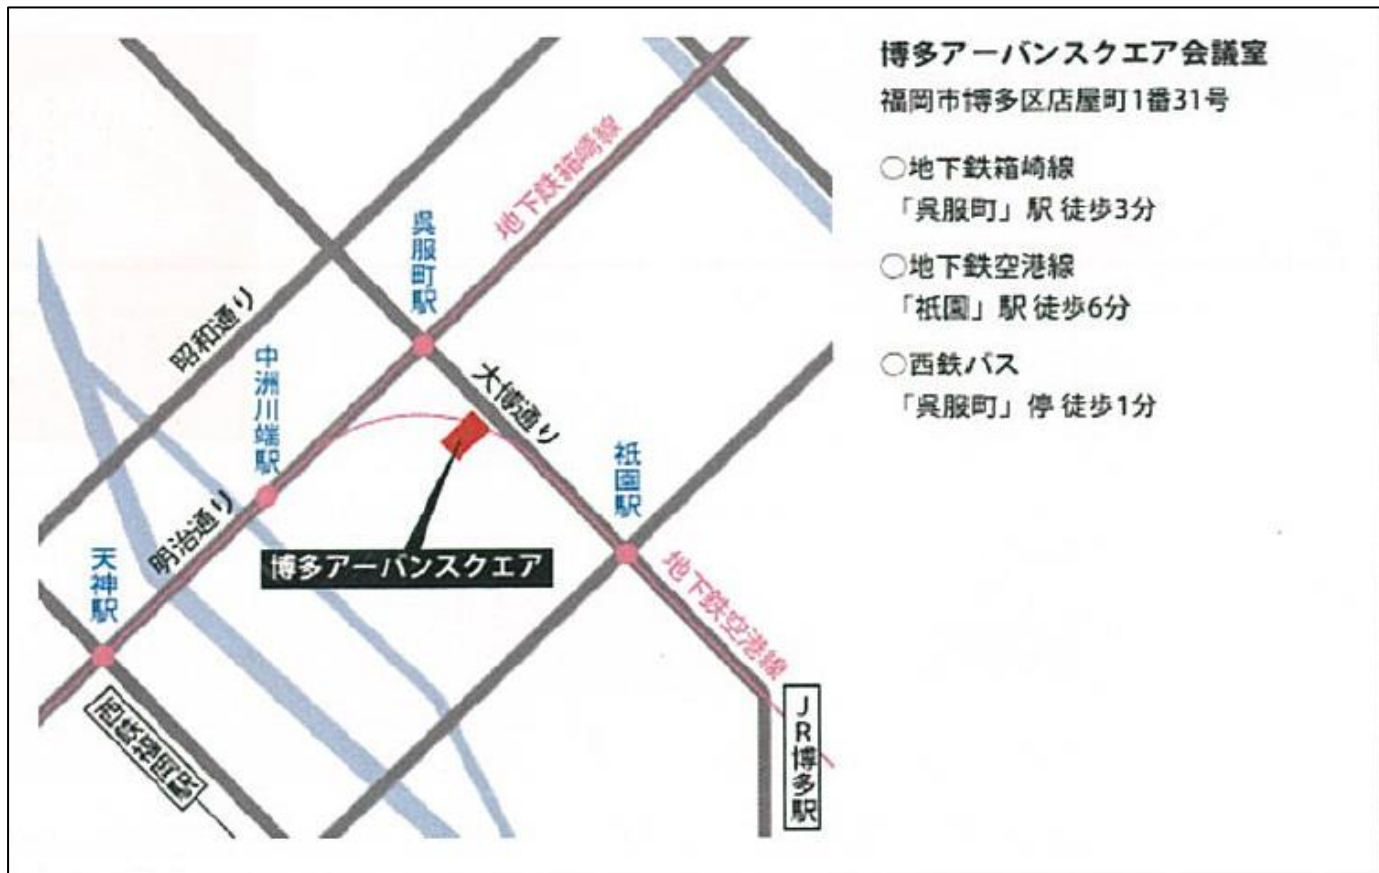 博多アーバンスクエア会議室
福岡市博多区店屋町1番31号
○地下鉄箱崎線
「呉服町」駅 徒歩3分
○地下鉄空港線
「祇園」駅 徒歩6分
○西鉄バス
「呉服町」停 徒歩1分
地下鉄箱崎線
呉服町駅
昭和通り
中洲川端駅
大博通り
祇園駅
明治通り
博多アーバンスクエア
天神駅
地下鉄空港線
西鉄福岡駅
JR博多駅